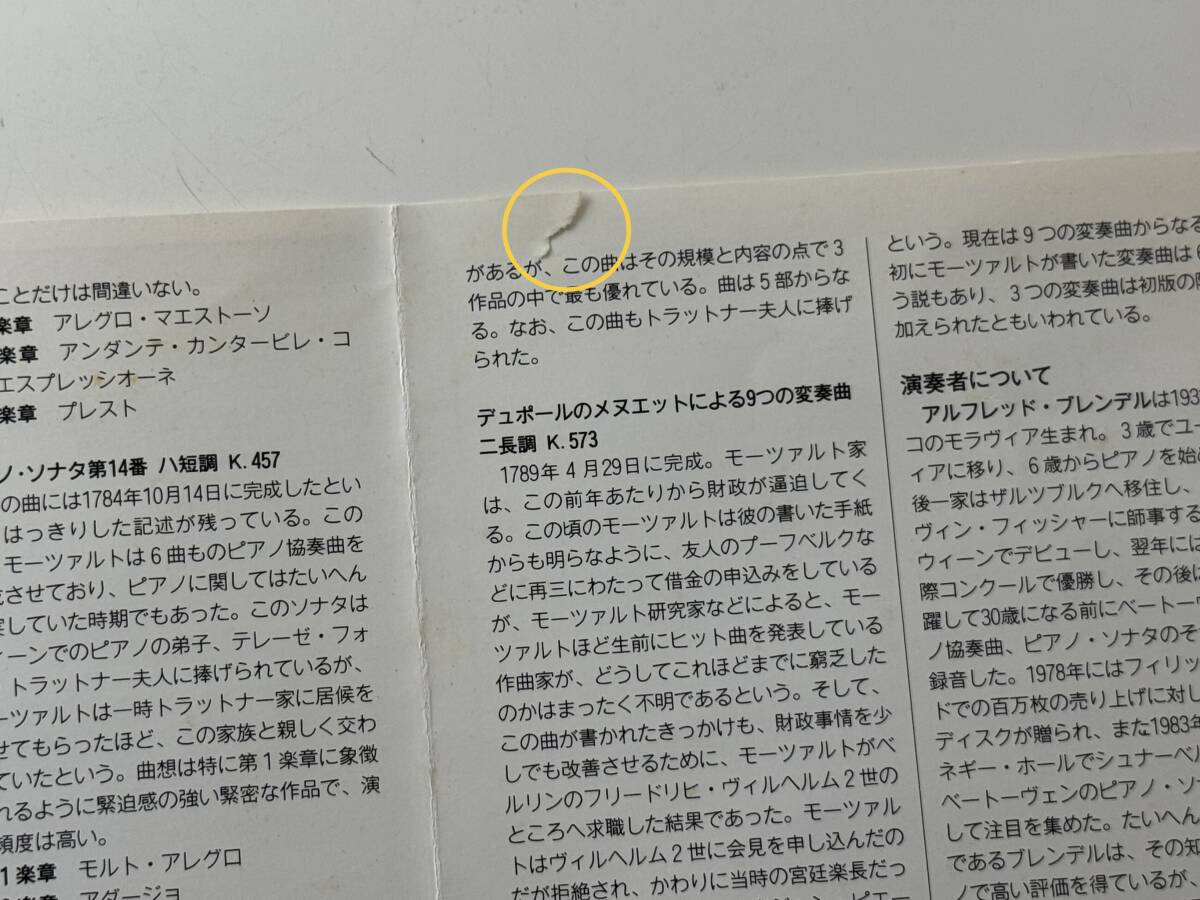 ことだけは間違いない。
楽章 アレグロ・マエストーソ
楽章 アンダンテ・カンタービレ・コ
エスプレッシオーネ
楽章 プレスト
ノ・ソナタ第14番 ハ短調 K.457
の曲には1784年10月14日に完成したとい
はっきりした記述が残っている。この
モーツァルトは6曲ものピアノ協奏曲を
させており、ピアノに関してはたいへん
していた時期でもあった。このソナタは
ィーンでのピアノの弟子、テレーゼ・フォ
トラットナー夫人に捧げられているが、
ーツァルトは一時トラットナー家に居候を
せてもらったほど、この家族と親しく交わ
ていたという。曲想は特に第1楽章に象徴
れるように緊迫感の強い緊密な作品で、演
頻度は高い。
1楽章 モルト・アレグロ
楽章 アダージョ
があるが、この曲はその規模と内容の点で3
作品の中で最も優れている。曲は5部からな
る。なお、この曲もトラットナー夫人に捧げ
られた。
デュポールのメヌエットによる9つの変奏曲
ニ長調 K.573
1789年4月29日に完成。モーツァルト家
は、この前年あたりから財政が逼迫してく
る。この頃のモーツァルトは彼の書いた手紙
からも明らなように、友人のプーフベルクな
どに再三にわたって借金の申込みをしている
が、モーツァルト研究家などによると、モー
ツァルトほど生前にヒット曲を発表している
作曲家が、どうしてこれほどまでに窮乏した
のかはまったく不明であるという。そして、
この曲が書かれたきっかけも、財政事情を少
しでも改善させるために、モーツァルトがベ
ルリンのフリードリヒ・ヴィルヘルム2世の
ところへ求職した結果であった。モーツァル
トはヴィルヘルム2世に会見を申し込んだの
だが拒絶され、かわりに当時の宮廷楽長だっ
という。現在は9つの変奏曲からなる
初にモーツァルトが書いた変奏曲は6
う説もあり、3つの変奏曲は初版の際
加えられたともいわれている。
演奏者について
アルフレッド・ブレンデルは193
コのモラヴィア生まれ。3歳でユー
ィアに移り、6歳からピアノを始め
後一家はザルツブルクへ移住し、
ヴィン・フィッシャーに師事する
ウィーンでデビューし、翌年には
際コンクールで優勝し、その後は
躍して30歳になる前にベートーヴ
ノ協奏曲、ピアノ・ソナタのそ
録音した。1978年にはフィリッ
ドでの百万枚の売り上げに対し
ディスクが贈られ、また1983年
ネギー・ホールでシュナーベル
ベートーヴェンのピアノ・ソ
して注目を集めた。たいへん
であるブレンデルは、その知
ノで高い評価を得ているが、